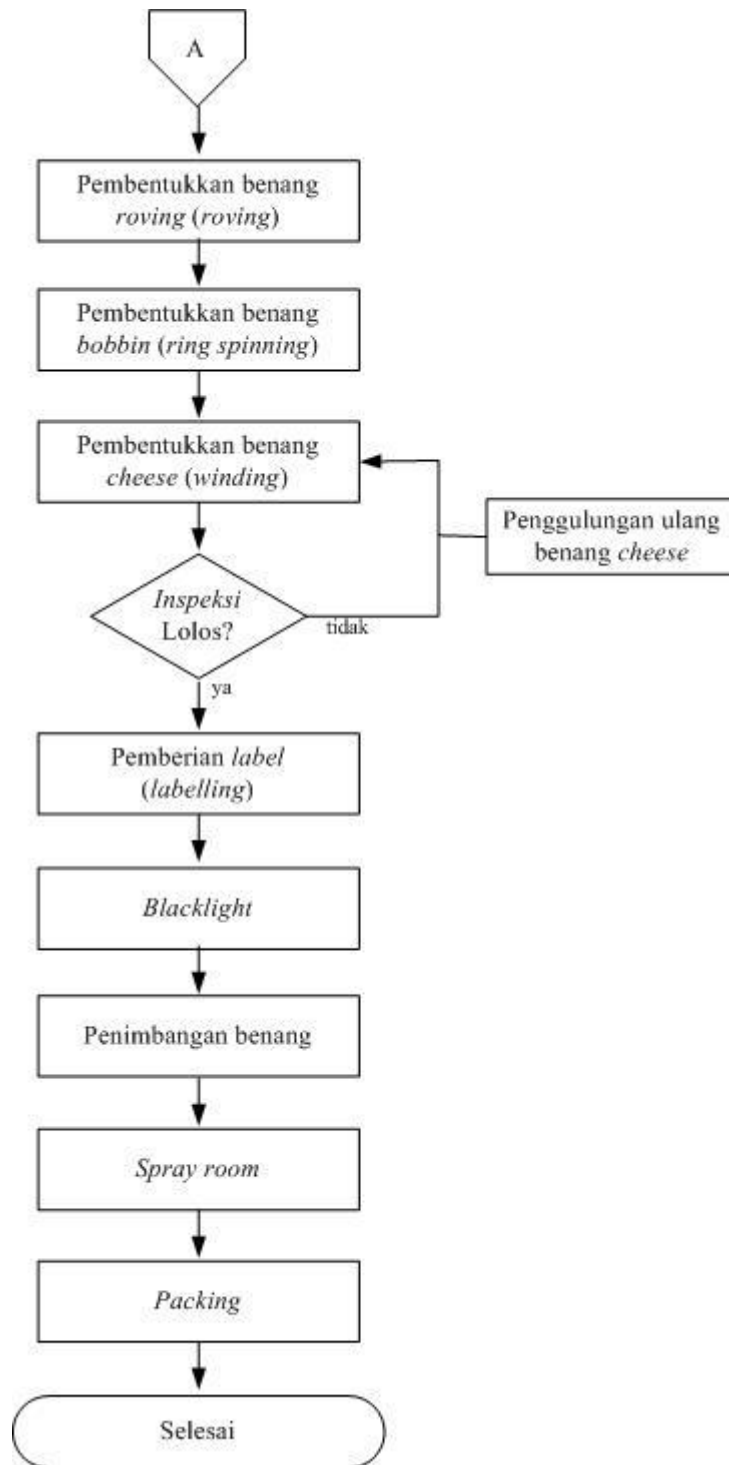 A
Pembentukkan benang
roving (roving)
Pembentukkan benang
bobbin (ring spinning)
Pembentukkan benang
cheese (winding)
Penggulungan ulang
benang cheese
Inspeksi
Lolos?
tidak
ya
Pemberian label
(labelling)
Blacklight
Penimbangan benang
Spray room
Packing
Selesai